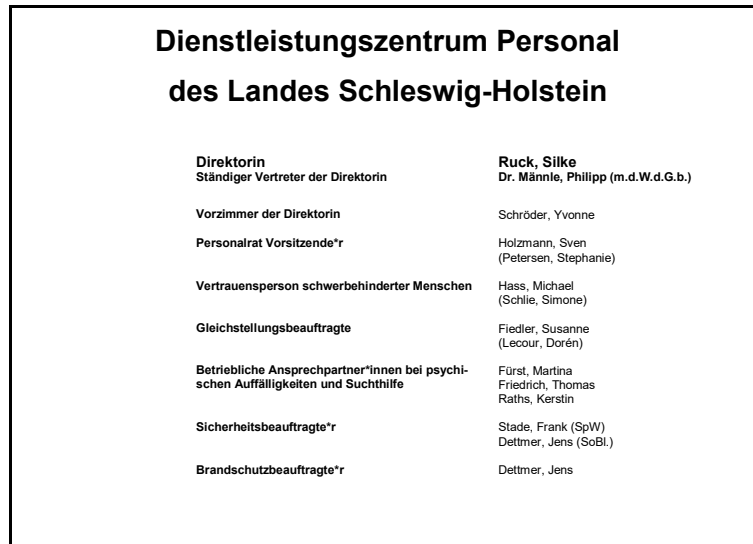 Dienstleistungszentrum Personal
des Landes Schleswig-Holstein
Direktorin Ruck, Silke
Ständiger Vertreter der Direktorin Dr. Männle, Philipp (m.d.W.d.G.b.)
Vorzimmer der Direktorin Schröder, Yvonne
Personalrat Vorsitzende*r Holzmann, Sven
(Petersen, Stephanie)
Vertrauensperson schwerbehinderter Menschen Hass, Michael
(Schlie, Simone)
Gleichstellungsbeauftragte Fiedler, Susanne
(Lecour, Dorén)
Betriebliche Ansprechpartner*innen bei psychi- Fürst, Martina
schen Auffälligkeiten und Suchthilfe Friedrich, Thomas
Raths, Kerstin
Sicherheitsbeauftragte*r Stade, Frank (SpW)
Dettmer, Jens (SoBl.)
Brandschutzbeauftragte*r Dettmer, Jens